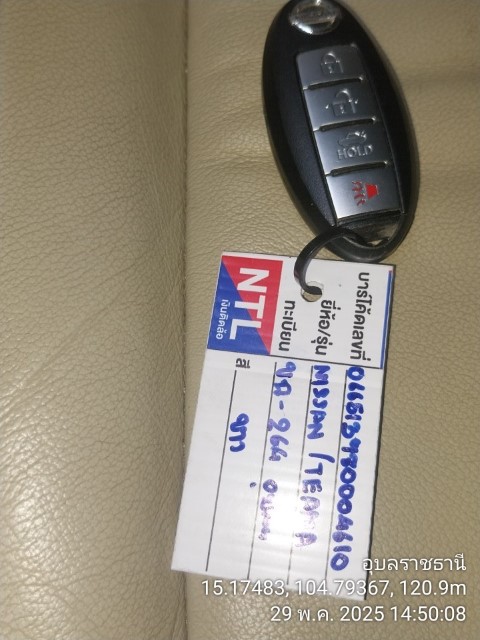 HOLD
NTL
เงินติดล้อ
บาร์โค้ดเลขที่
ยี่ห้อ/รุ่น NISSAN / TEANA
ทะเบียน
สี ขาว
อุบลราชธานี
15.17483, 104.79367, 120.9m
29 พ.ค. 2025 14:50:08